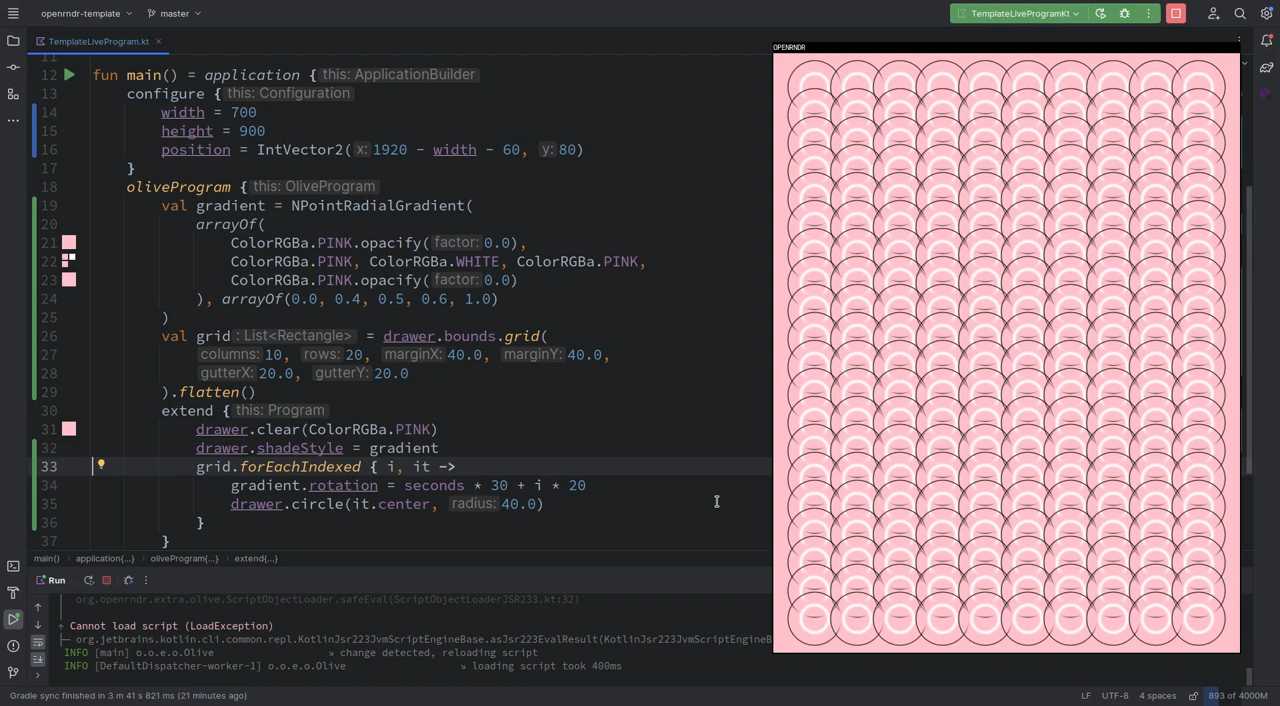 openrndr-template master TemplateLiveProgramKt
TemplateLiveProgram.kt
OPENRNDR
11
12 fun main() = application { this: ApplicationBuilder
13 configure { this: Configuration
14 width = 700
15 height = 900
16 position = IntVector2( x: 1920 - width - 60, y: 80)
17 }
18 oliveProgram { this: OliveProgram
19 val gradient = NPointRadialGradient(
20 arrayOf(
21 ColorRGBa.PINK.opacify( factor: 0.0),
22 ColorRGBa.PINK, ColorRGBa.WHITE, ColorRGBa.PINK,
23 ColorRGBa.PINK.opacify( factor: 0.0)
24 ), arrayOf(0.0, 0.4, 0.5, 0.6, 1.0)
25 )
26 val grid : List<Rectangle> = drawer.bounds.grid(
27 columns: 10, rows: 20, marginX: 40.0, marginY: 40.0,
28 gutterX: 20.0, gutterY: 20.0
29 ).flatten()
30 extend { this: Program
31 drawer.clear(ColorRGBa.PINK)
32 drawer.shadeStyle = gradient
33 grid.forEachIndexed { i, it ->
34 gradient.rotation = seconds * 30 + i * 20
35 drawer.circle(it.center, radius: 40.0)
36 }
37 }
main() application{...} oliveProgram{...} extend{...}
Run
org.openrndr.extra.olive.ScriptObjectLoader.safeEval(ScriptObjectLoaderJSR233.kt:32)
Cannot load script (LoadException)
org.jetbrains.kotlin.cli.common.repl.KotlinJsr223JvmScriptEngineBase.asJsr223EvalResult(KotlinJsr223JvmScriptEngineB
INFO [main] o.o.e.o.Olive ↘ change detected, reloading script
INFO [DefaultDispatcher-worker-1] o.o.e.o.Olive ↘ loading script took 400ms
Gradle sync finished in 3 m 41 s 821 ms (21 minutes ago) LF UTF-8 4 spaces 893 of 4000M